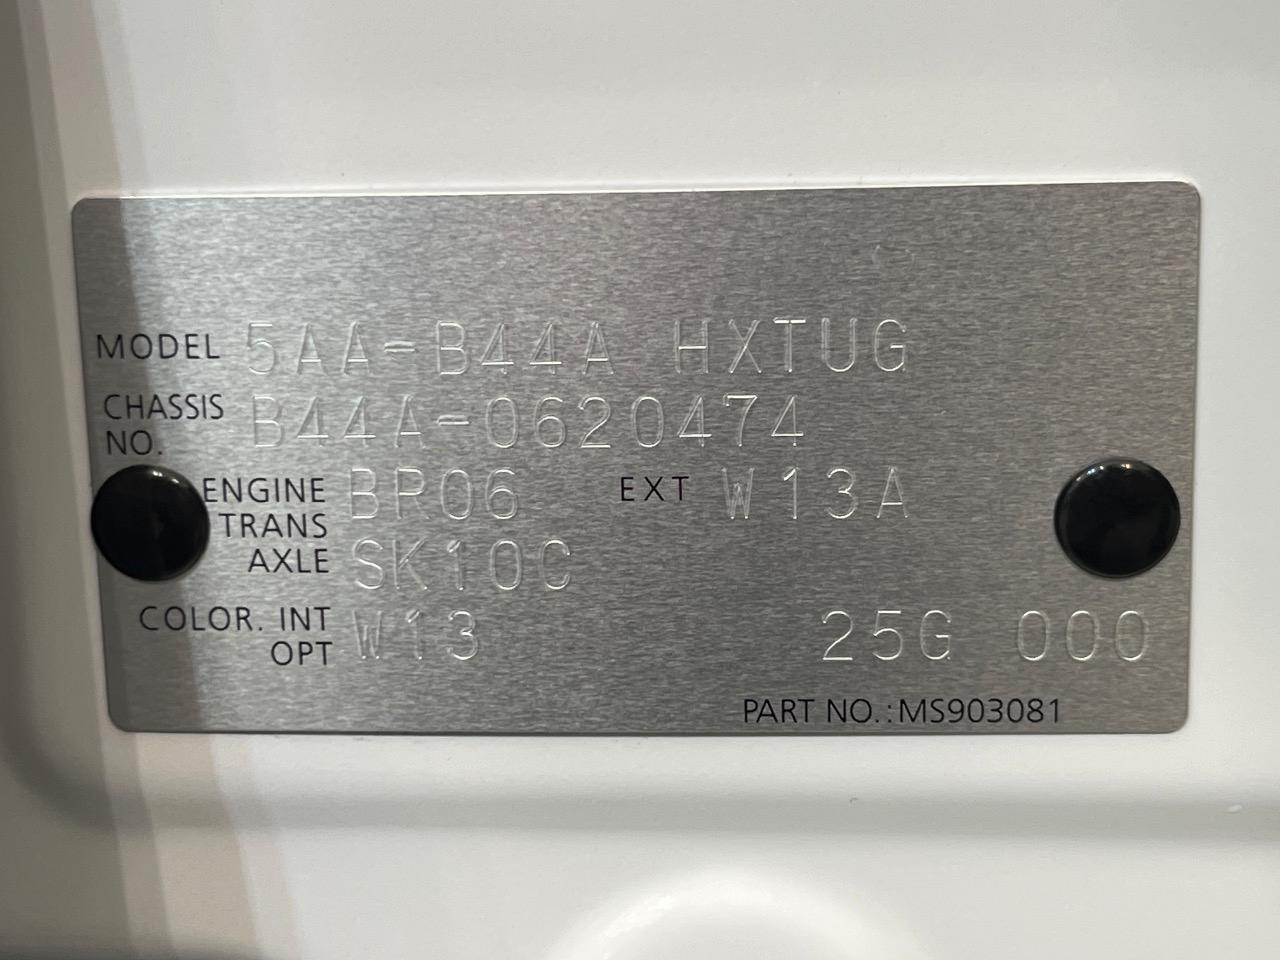 MODEL 5AA-B44A HXTUG
CHASSIS NO. B44A-0620474
ENGINE BR06 EXT W13A
TRANS AXLE SK10C
COLOR. INT W13 25G 000
OPT
PART NO.:MS903081